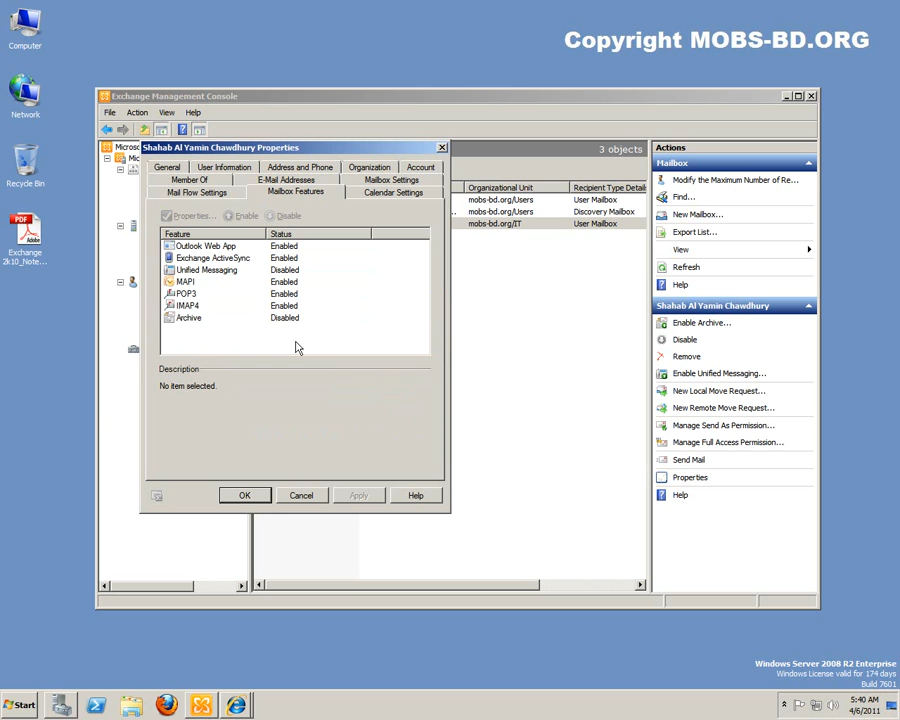 Copyright MOBS-BD.ORG
Computer
Network
Recycle Bin
Exchange
2k10_Note...
Exchange Management Console
File Action View Help
Shahab Al Yamin Chawdhury Properties
General User Information Address and Phone Organization Account
Member Of E-Mail Addresses Mailbox Settings
Mail Flow Settings Mailbox Features Calendar Settings
Properties... Enable Disable
Feature Status
Outlook Web App Enabled
Exchange ActiveSync Enabled
Unified Messaging Disabled
MAPI Enabled
POP3 Enabled
IMAP4 Enabled
Archive Disabled
Description
No item selected.
OK Cancel Apply Help
Microso
Mic
3 objects
Organizational Unit Recipient Type Details
mobs-bd.org/Users User Mailbox
... mobs-bd.org/Users Discovery Mailbox
mobs-bd.org/IT User Mailbox
Actions
Mailbox
Modify the Maximum Number of Re...
Find...
New Mailbox...
Export List...
View
Refresh
Help
Shahab Al Yamin Chawdhury
Enable Archive...
Disable
Remove
Enable Unified Messaging...
New Local Move Request...
New Remote Move Request...
Manage Send As Permission...
Manage Full Access Permission...
Send Mail
Properties
Help
Windows Server 2008 R2 Enterprise
Windows License valid for 174 days
Build 7601
Start
5:40 AM
4/6/2011